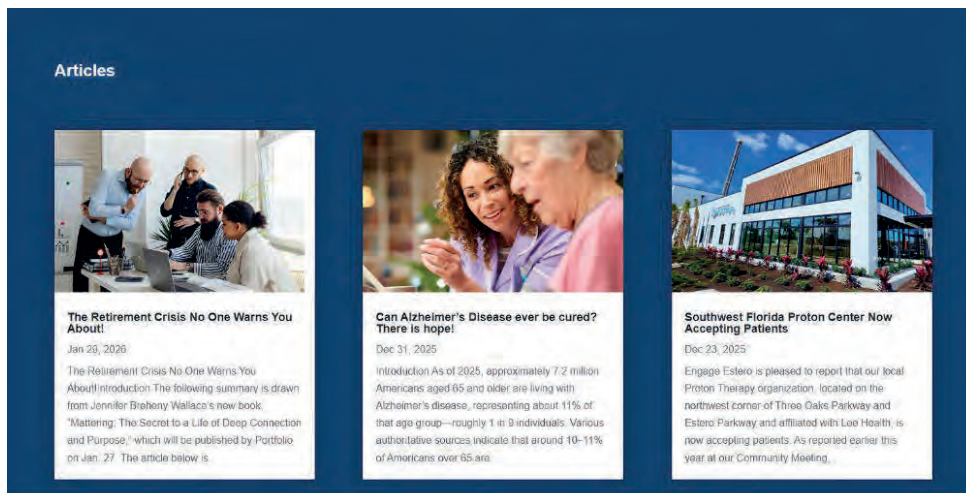 Articles
The Retirement Crisis No One Warns You
About!
Jan 29, 2026
The Retirement Crisis No One Warns You
About!Introduction The following summary is drawn
from Jennifer Breheny Wallace's new book,
"Mattering: The Secret to a Life of Deep Connection
and Purpose," which will be published by Portfolio
on Jan. 27. The article below is
Can Alzheimer's Disease ever be cured?
There is hope!
Dec 31, 2025
Introduction As of 2025, approximately 7.2 million
Americans aged 65 and older are living with
Alzheimer's disease, representing about 11% of
that age group—roughly 1 in 9 individuals. Various
authoritative sources indicate that around 10–11%
of Americans over 65 are
Southwest Florida Proton Center Now
Accepting Patients
Dec 23, 2025
Engage Estero is pleased to report that our local
Proton Therapy organization, located on the
northwest corner of Three Oaks Parkway and
Estero Parkway and affiliated with Lee Health, is
now accepting patients. As reported earlier this
year at our Community Meeting,